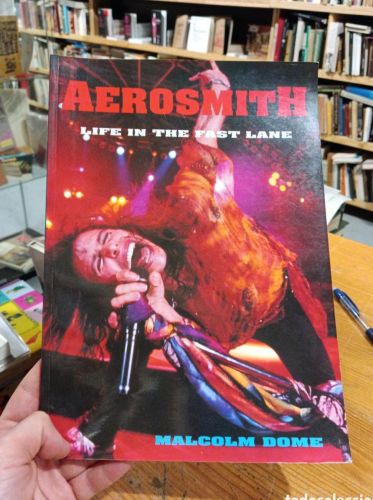 AEROSMITH
LIFE IN THE FAST LANE
MALCOLM DOME